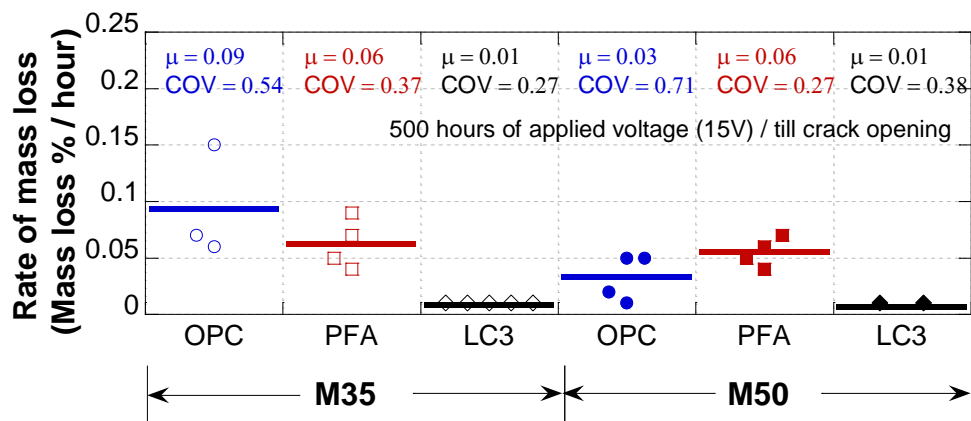 Rate of mass loss
(Mass loss % / hour)
0.25
0.2
0.15
0.1
0.05
0
μ = 0.09
COV = 0.54
μ = 0.06
COV = 0.37
μ = 0.01
COV = 0.27
μ = 0.03
COV = 0.71
μ = 0.06
COV = 0.27
μ = 0.01
COV = 0.38
500 hours of applied voltage (15V) / till crack opening
OPC PFA LC3 OPC PFA LC3
M35 M50